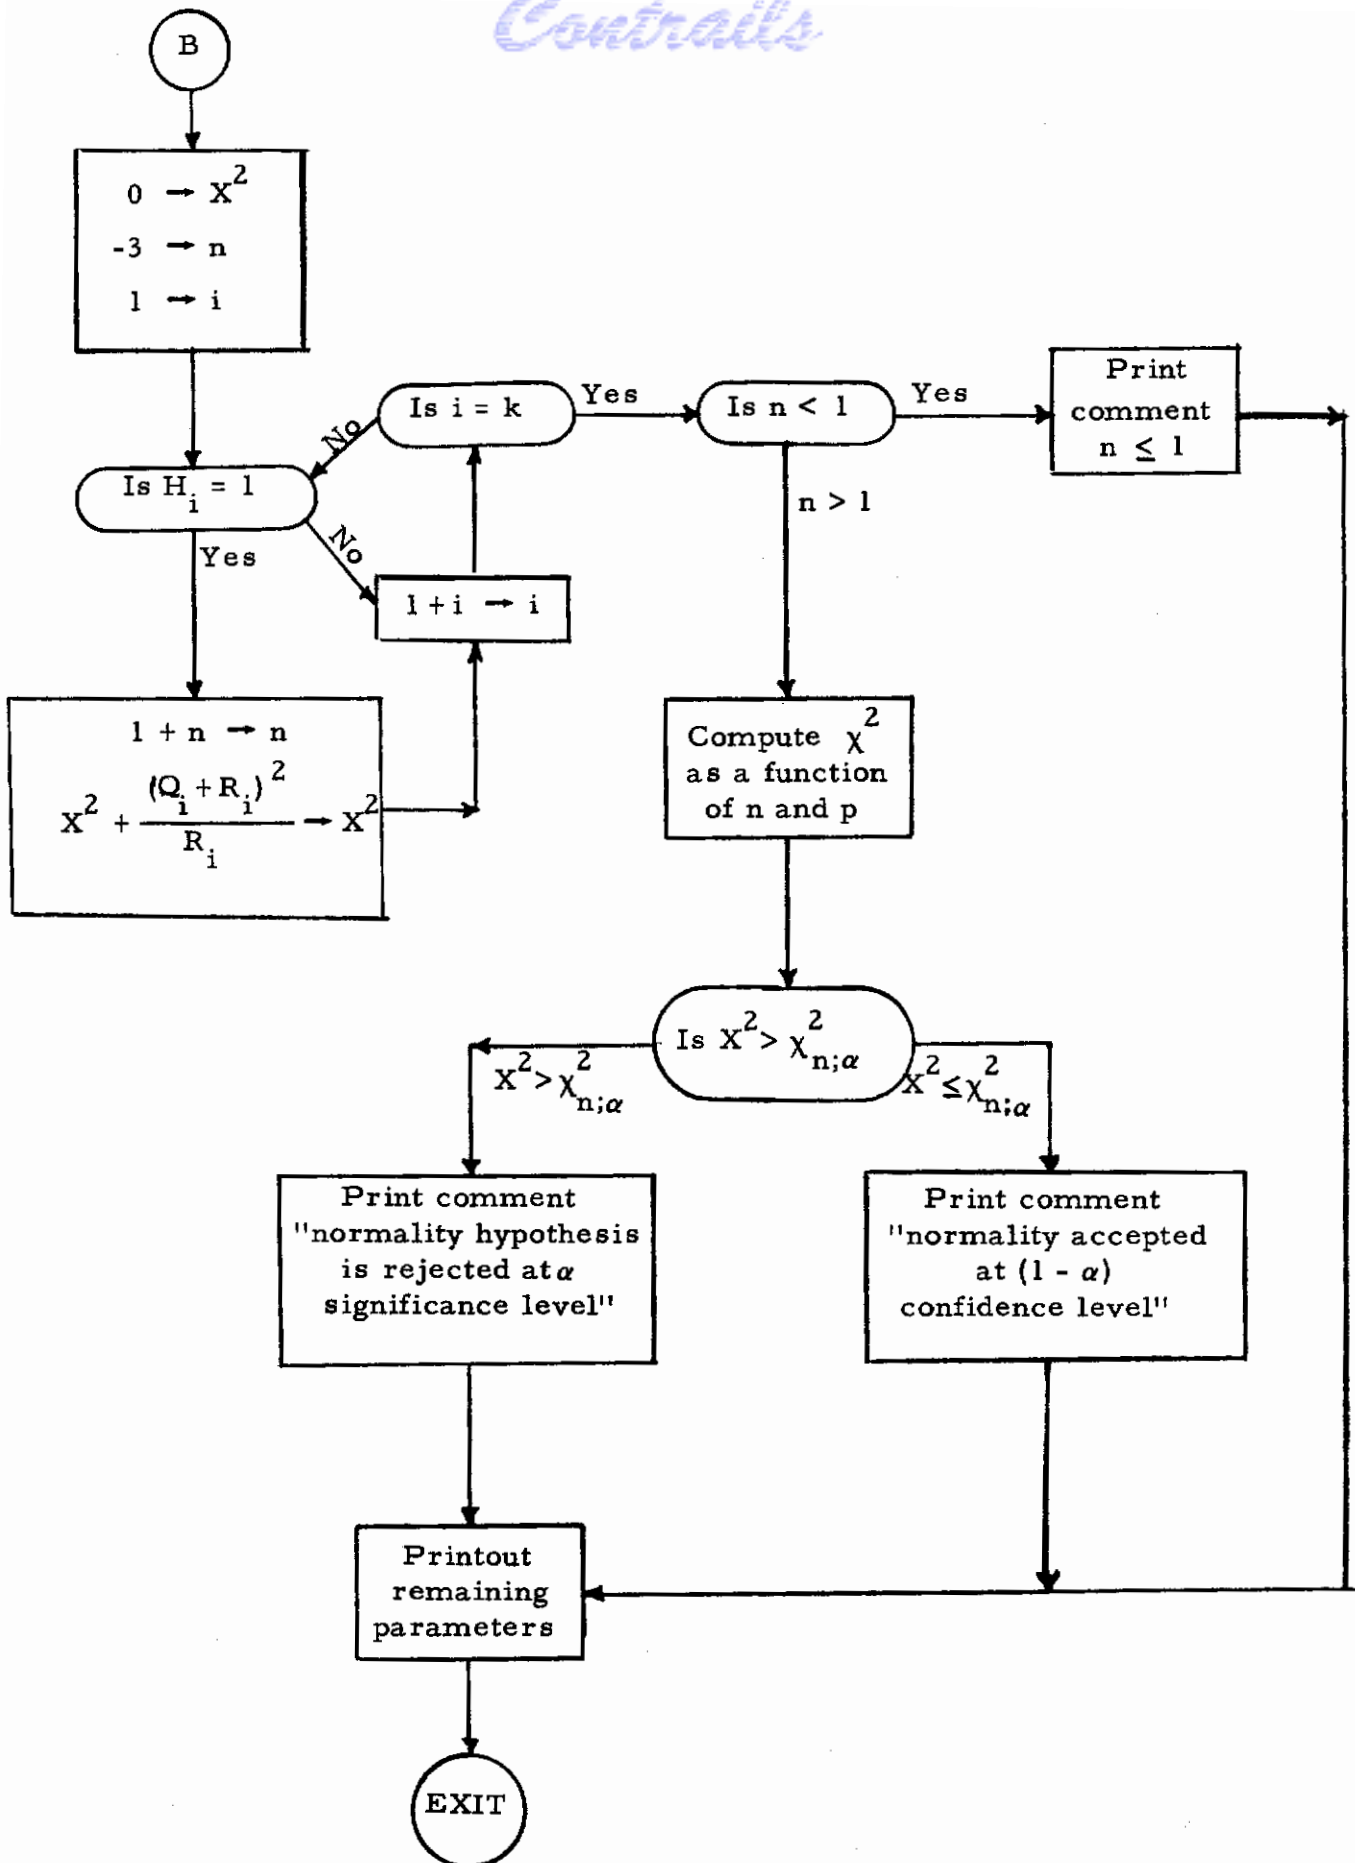 Contrails
B
0 → X²
-3 → n
1 → i
Is i = k
Yes
Is n < 1
Yes
Print
comment
n ≤ 1
No
Is Hᵢ = 1
No
n > 1
Yes
1 + i → i
1 + n → n
X² + (Qᵢ + Rᵢ)² / Rᵢ → X²
Compute χ²
as a function
of n and p
Is X² > χ²n;α
X² > χ²n;α
X² ≤ χ²n;α
Print comment
"normality hypothesis
is rejected at α
significance level"
Print comment
"normality accepted
at (1 - α)
confidence level"
Printout
remaining
parameters
EXIT